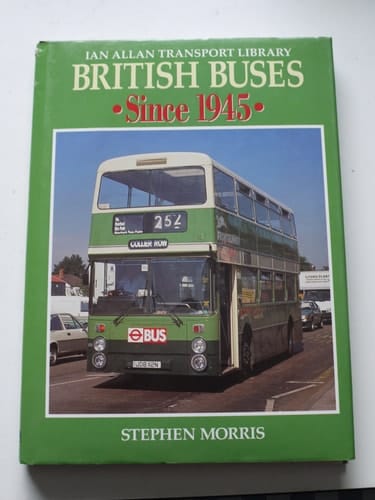 IAN ALLAN TRANSPORT LIBRARY
BRITISH BUSES
• Since 1945 •
252
COLLIER ROW
BUS
STEPHEN MORRIS